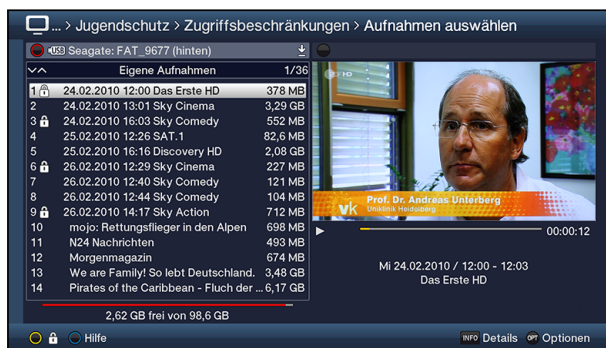 ... > Jugendschutz > Zugriffsbeschränkungen > Aufnahmen auswählen
USB Seagate: FAT_9677 (hinten)
Eigene Aufnahmen 1/36
1 24.02.2010 12:00 Das Erste HD 378 MB
2 24.02.2010 13:01 Sky Cinema 3,29 GB
3 24.02.2010 16:03 Sky Comedy 552 MB
4 25.02.2010 12:26 SAT.1 82,6 MB
5 25.02.2010 16:16 Discovery HD 2,08 GB
6 26.02.2010 12:29 Sky Cinema 227 MB
7 26.02.2010 12:40 Sky Comedy 121 MB
8 26.02.2010 12:44 Sky Comedy 104 MB
9 26.02.2010 14:17 Sky Action 712 MB
10 mojo: Rettungsflieger in den Alpen 698 MB
11 N24 Nachrichten 493 MB
12 Morgenmagazin 674 MB
13 We are Family! So lebt Deutschland. 3,48 GB
14 Pirates of the Caribbean - Fluch der ... 6,17 GB
2,62 GB frei von 98,6 GB
HD
vk
Prof. Dr. Andreas Unterberg
Uniklinik Heidelberg
00:00:12
Mi 24.02.2010 / 12:00 - 12:03
Das Erste HD
Hilfe
INFO Details OPT Optionen